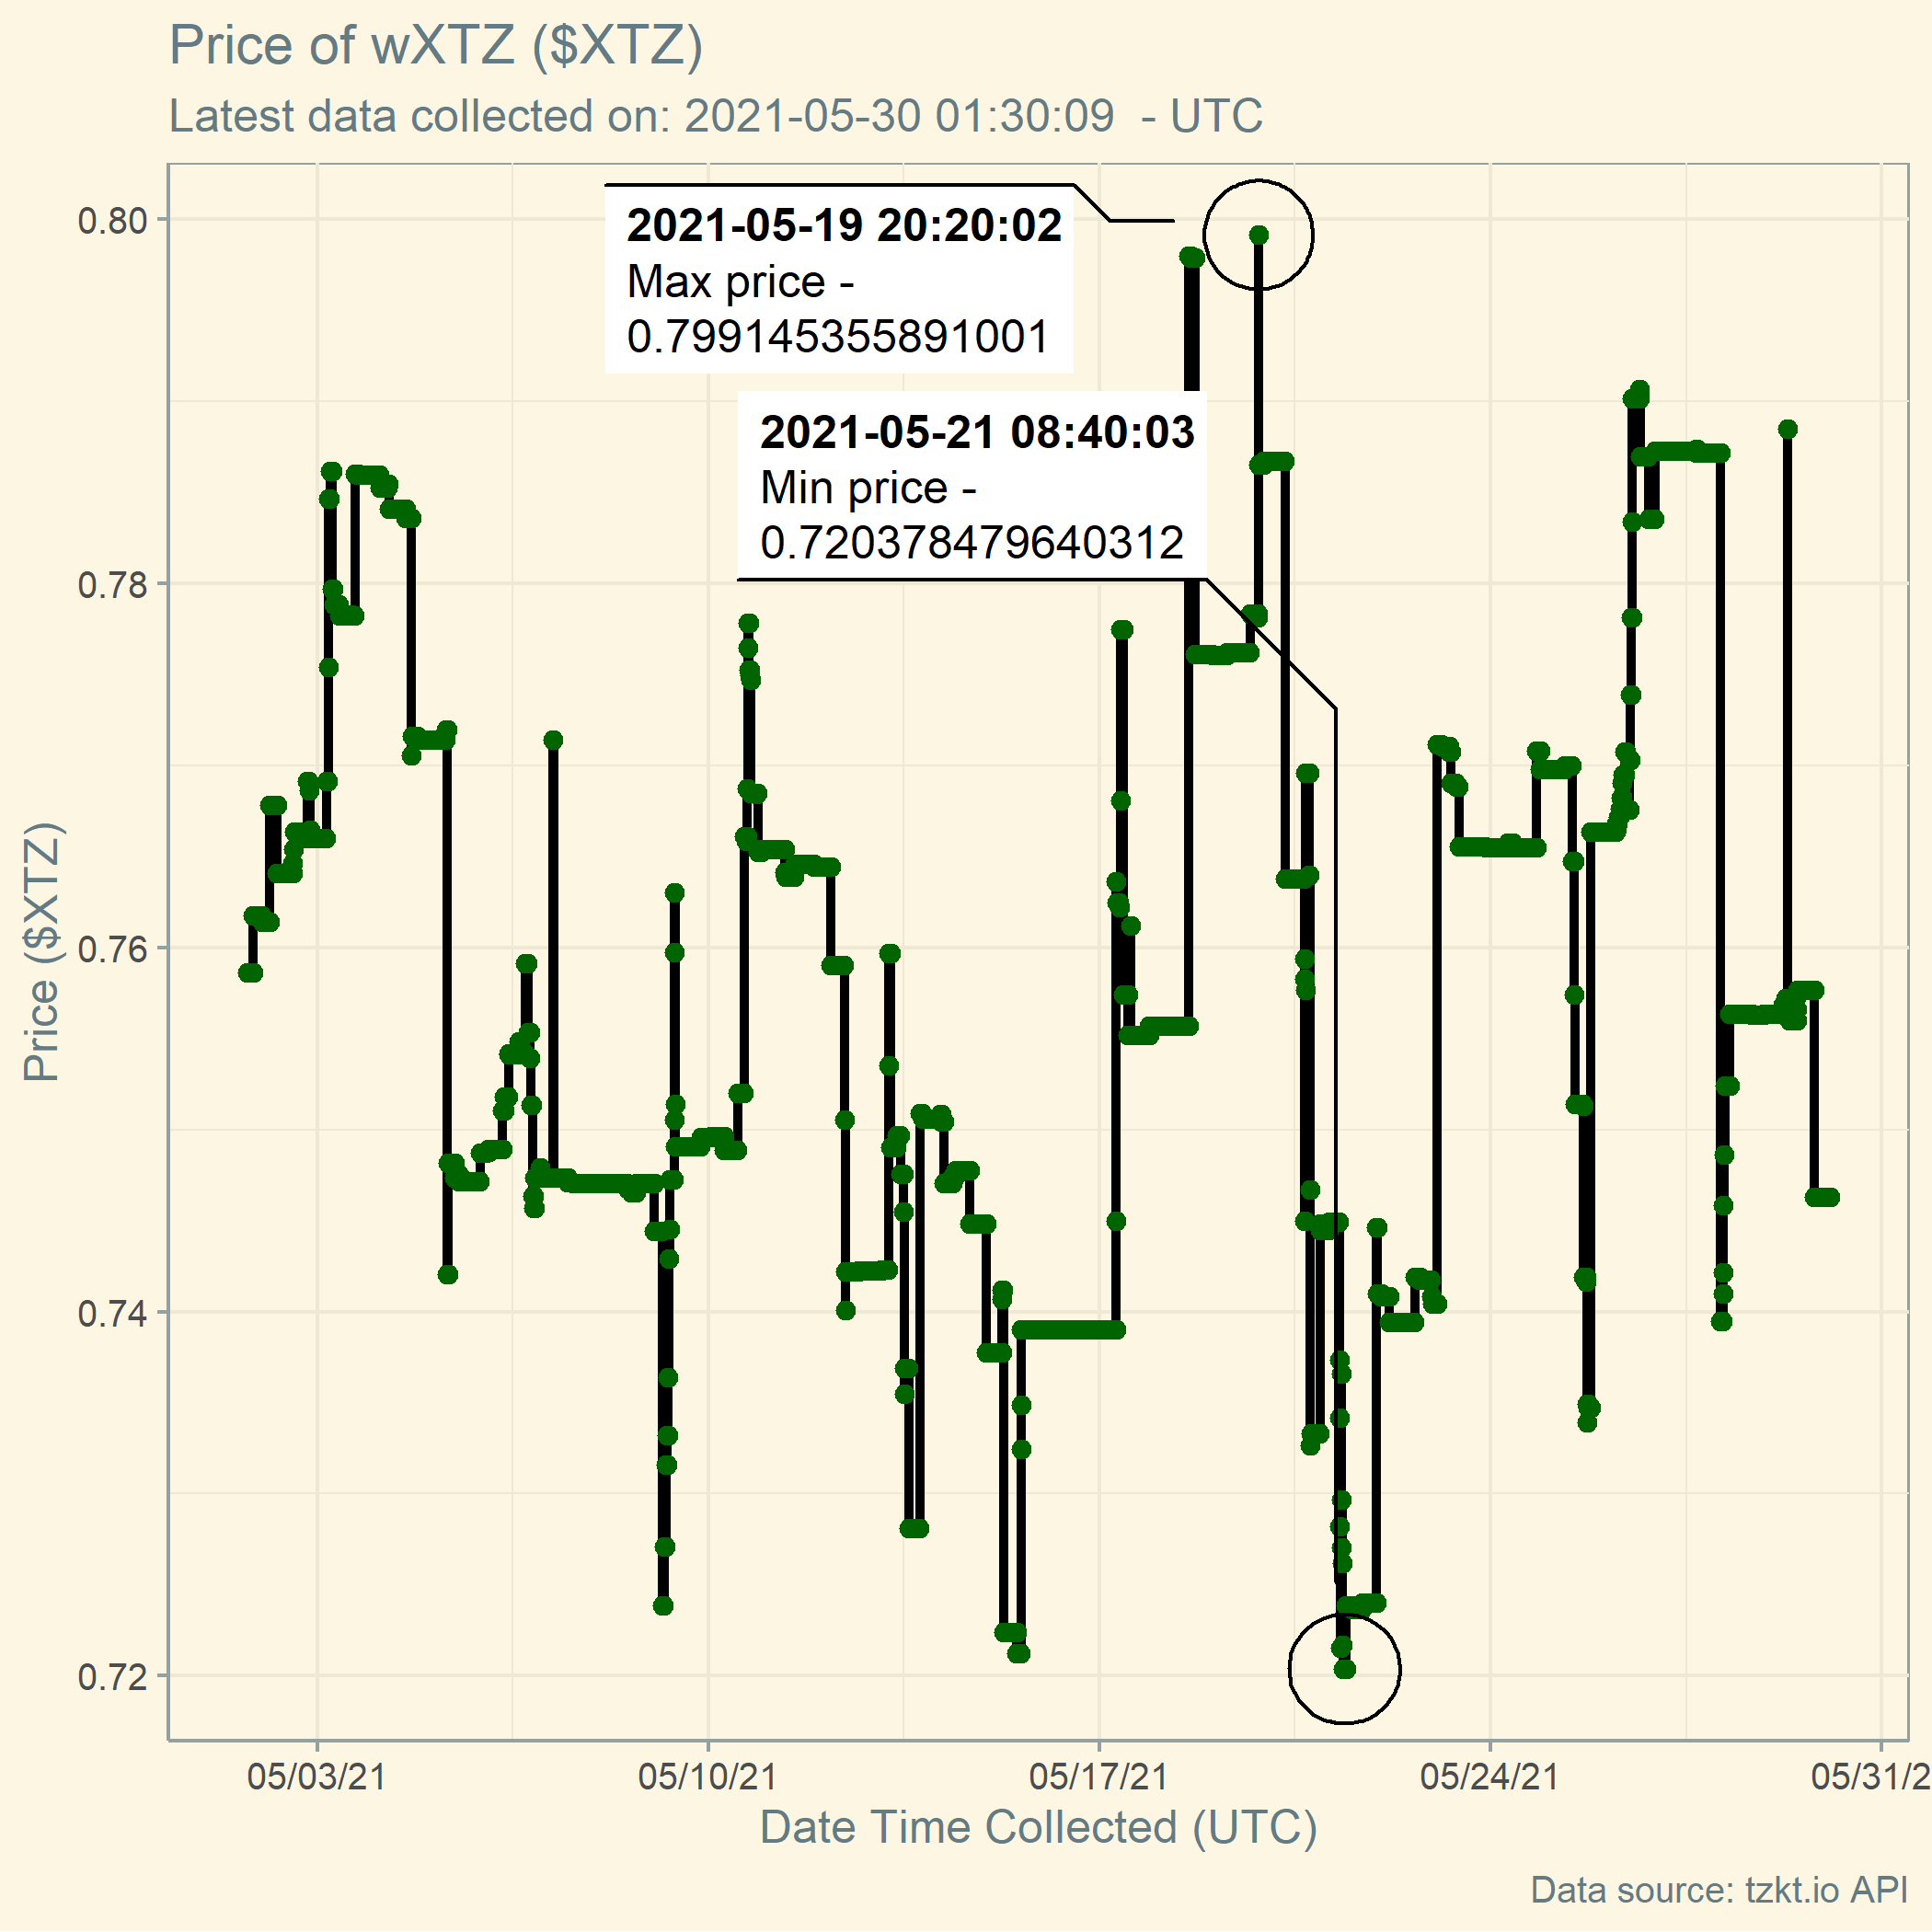 Price of wXTZ ($XTZ)
Latest data collected on: 2021-05-30 01:30:09 - UTC
Price ($XTZ)
0.80
0.78
0.76
0.74
0.72
2021-05-19 20:20:02
Max price -
0.799145355891001
2021-05-21 08:40:03
Min price -
0.720378479640312
05/03/21
05/10/21
05/17/21
05/24/21
05/31/2
Date Time Collected (UTC)
Data source: tzkt.io API